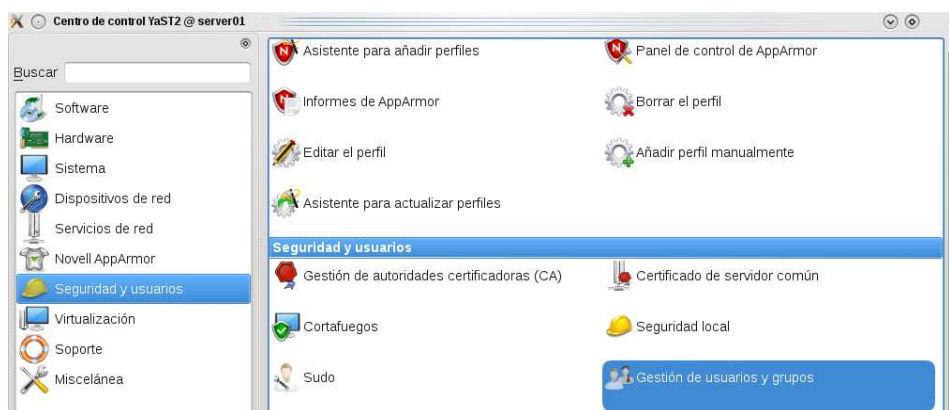 Centro de control YaST2 @ server01
Buscar
Software
Hardware
Sistema
Dispositivos de red
Servicios de red
Novell AppArmor
Seguridad y usuarios
Virtualización
Soporte
Miscelánea
Asistente para añadir perfiles
Panel de control de AppArmor
Informes de AppArmor
Borrar el perfil
Editar el perfil
Añadir perfil manualmente
Asistente para actualizar perfiles
Seguridad y usuarios
Gestión de autoridades certificadoras (CA)
Certificado de servidor común
Cortafuegos
Seguridad local
Sudo
Gestión de usuarios y grupos